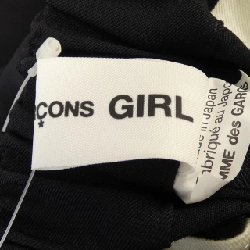 ÇONS GIRL
Made in Japan
Fabriqué au Japon
MME des GARÇ